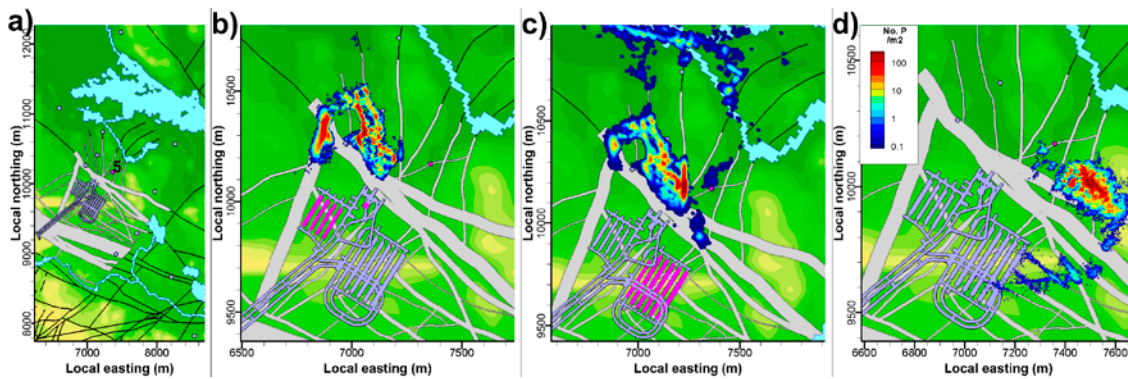 a)
12000
11000
10000
9000
8000
Local northing (m)
5
7000
8000
Local easting (m)
b)
10500
10000
9500
Local northing (m)
6500
7000
7500
Local easting (m)
c)
10500
10000
9500
Local northing (m)
7000
7500
Local easting (m)
d)
No. P
/m2
100
10
1
0.1
10500
10000
9500
Local northing (m)
6600
6800
7000
7200
7400
7600
Local easting (m)